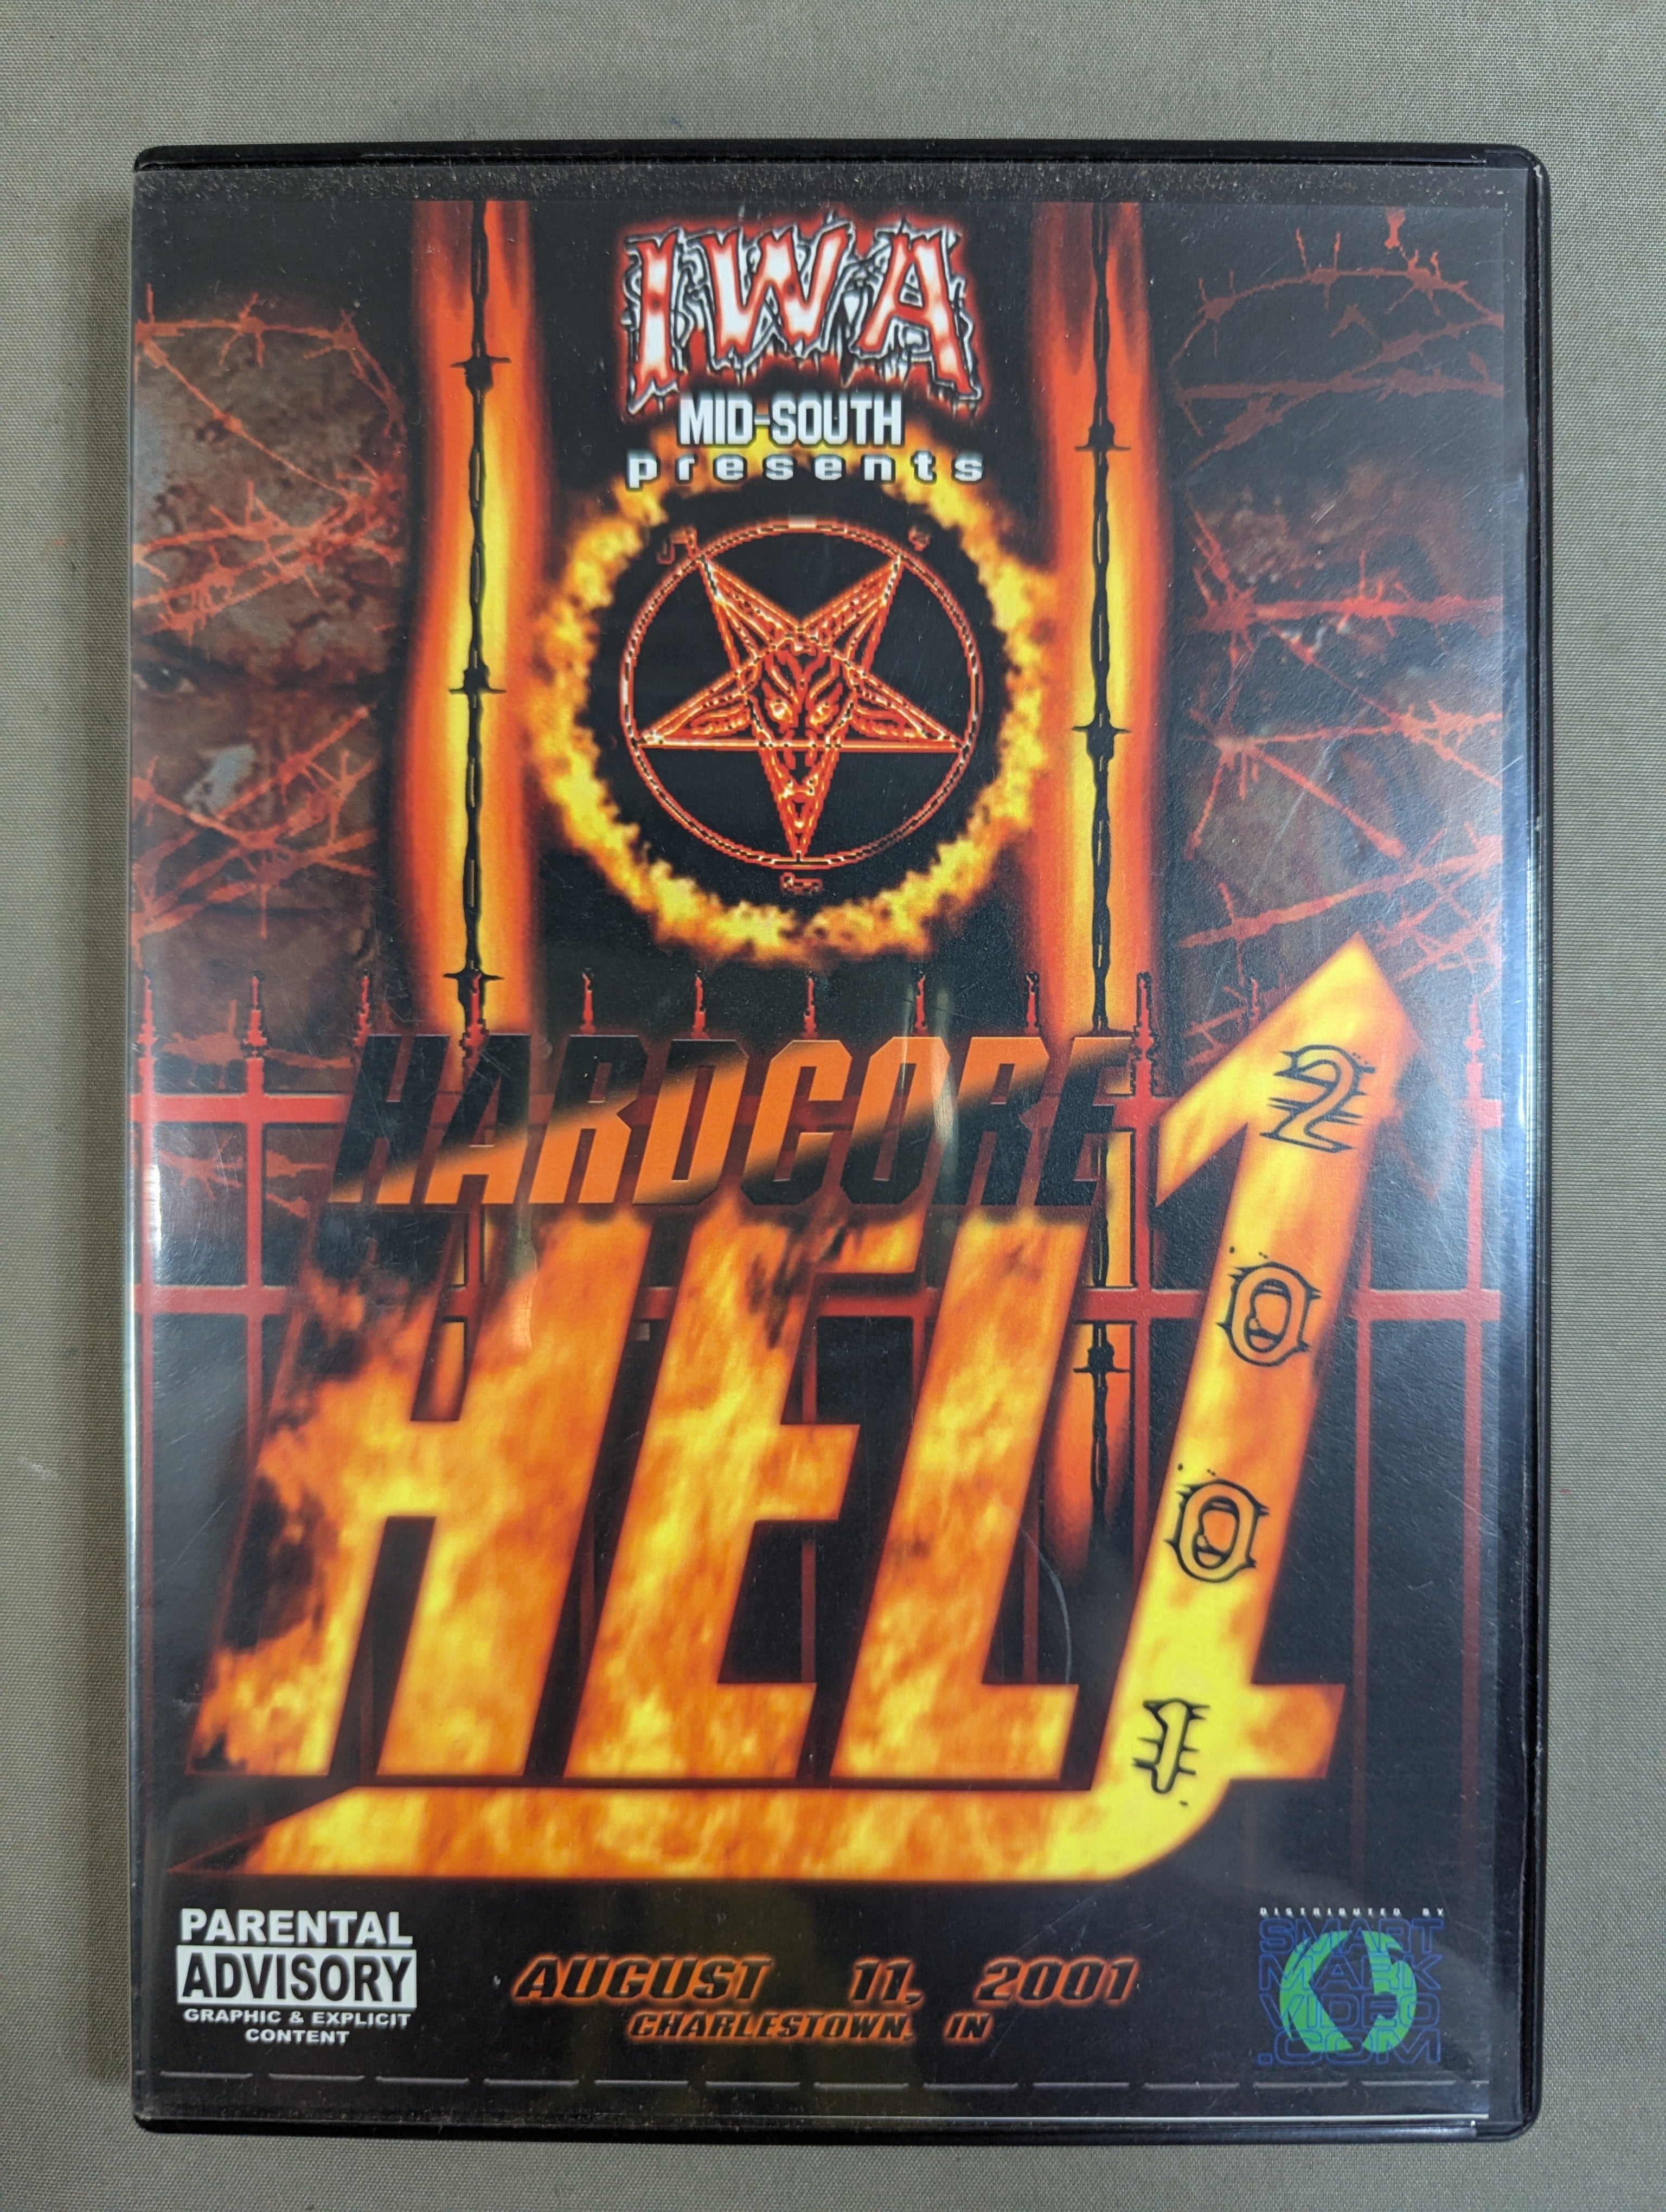 IWA
MID-SOUTH
presents
HARDCORE
HELL
2001
PARENTAL
ADVISORY
GRAPHIC & EXPLICIT
CONTENT
AUGUST 11, 2001
CHARLESTOWN, IN
DISTRIBUTED BY
SMART
MARK
VIDEO
.COM